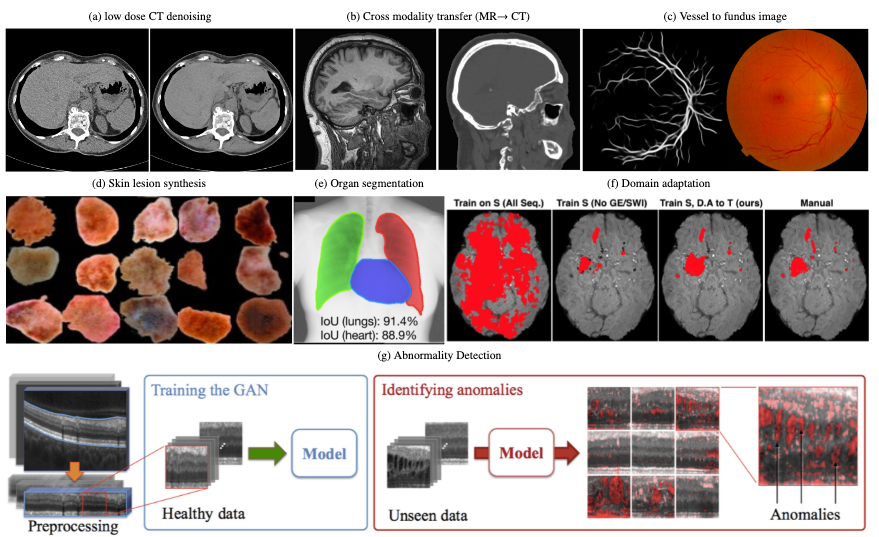 (a) low dose CT denoising
(b) Cross modality transfer (MR→ CT)
(c) Vessel to fundus image
(d) Skin lesion synthesis
(e) Organ segmentation
(f) Domain adaptation
IoU (lungs): 91.4%
IoU (heart): 88.9%
Train on S (All Seq.)
Train S (No GE/SWI)
Train S, D.A to T (ours)
Manual
(g) Abnormality Detection
Training the GAN
Identifying anomalies
Model
Model
Preprocessing
Healthy data
Unseen data
Anomalies